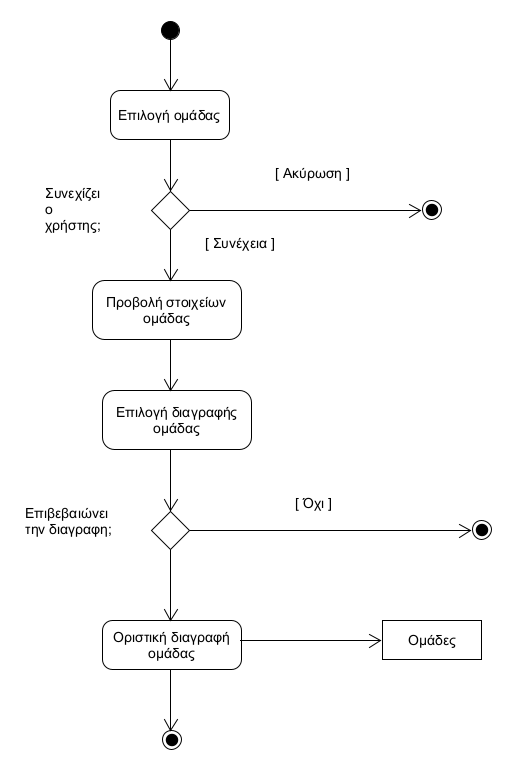 Επιλογή ομάδας
[ Ακύρωση ]
Συνεχίζει
ο
χρήστης;
[ Συνέχεια ]
Προβολή στοιχείων
ομάδας
Επιλογή διαγραφής
ομάδας
[ Όχι ]
Επιβεβαιώνει
την διαγραφη;
Οριστική διαγραφή
ομάδας
Ομάδες